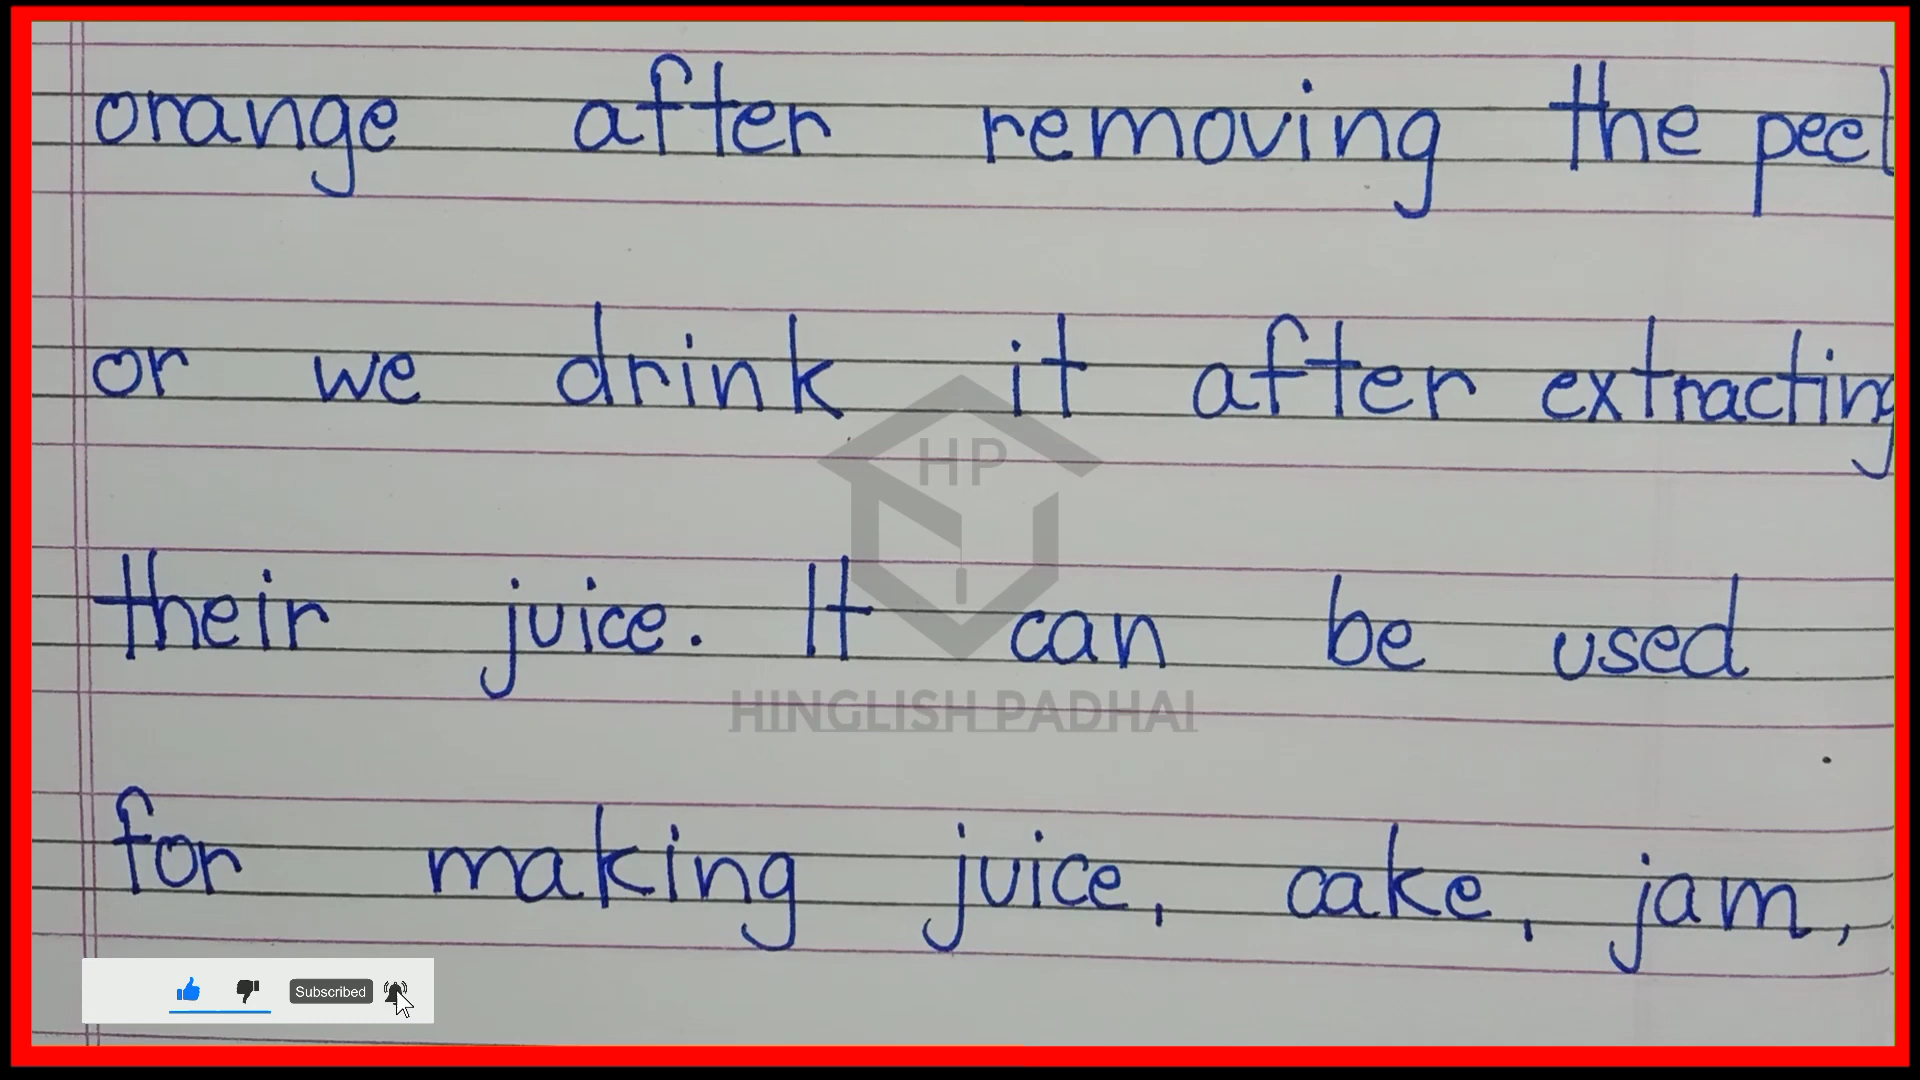 orange after removing the peel
or we drink it after extracting
HP
their juice. It can be used
HINGLISH PADHAI
for making juice, cake, jam,
Subscribed